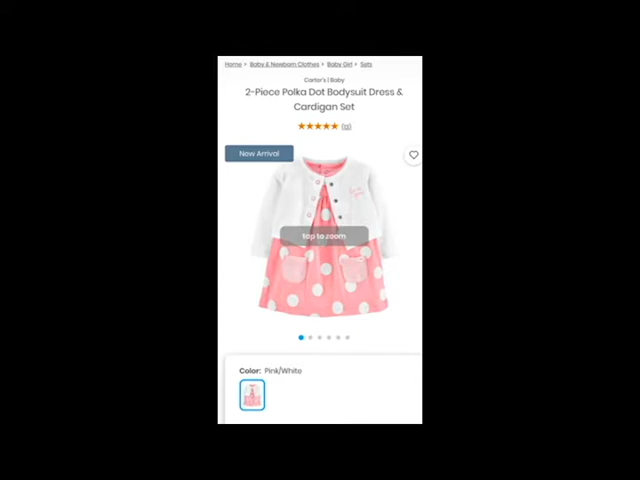 Home › Baby & Newborn Clothes › Baby Girl › Sets
Carter's | Baby
2-Piece Polka Dot Bodysuit Dress &
Cardigan Set
New Arrival
tap to zoom
Color: Pink/White